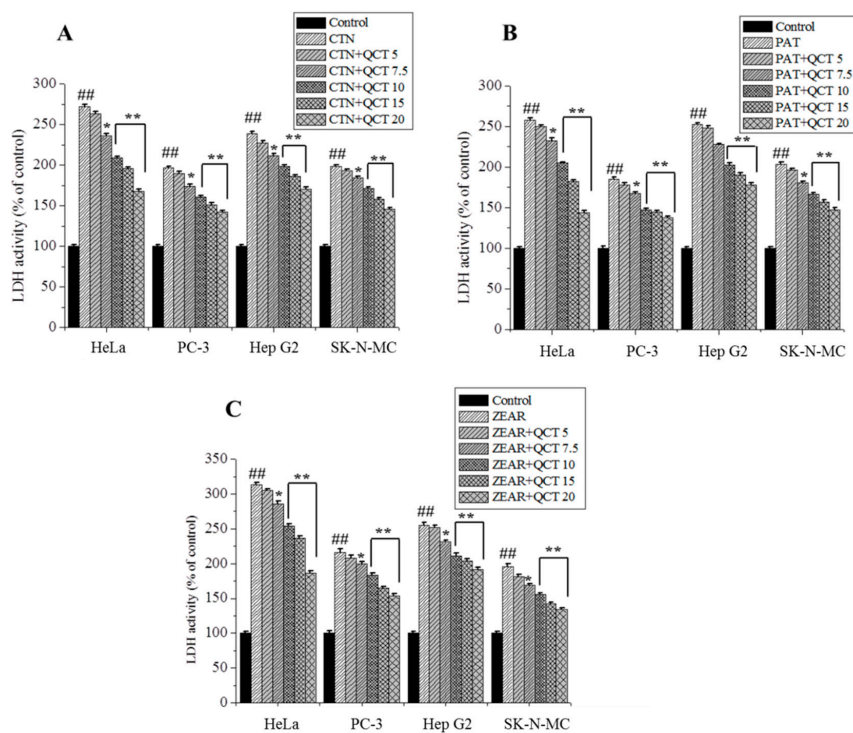 A
Control
CTN
CTN+QCT 5
CTN+QCT 7.5
CTN+QCT 10
CTN+QCT 15
CTN+QCT 20
LDH activity (% of control)
300
250
200
150
100
50
0
## * **
## * **
## * **
## * **
HeLa PC-3 Hep G2 SK-N-MC
B
Control
PAT
PAT+QCT 5
PAT+QCT 7.5
PAT+QCT 10
PAT+QCT 15
PAT+QCT 20
LDH activity (% of control)
300
250
200
150
100
50
0
## * **
## * **
## **
## * **
HeLa PC-3 Hep G2 SK-N-MC
C
Control
ZEAR
ZEAR+QCT 5
ZEAR+QCT 7.5
ZEAR+QCT 10
ZEAR+QCT 15
ZEAR+QCT 20
LDH activity (% of control)
350
300
250
200
150
100
50
0
## * **
## * **
## * **
## * **
HeLa PC-3 Hep G2 SK-N-MC